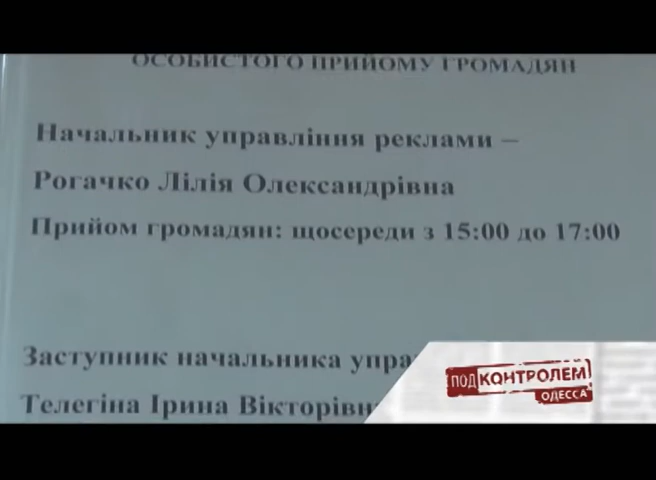 ОСОБИСТОГО ПРИЙОМУ ГРОМАДЯН
Начальник управління реклами –
Рогачко Лілія Олександрівна
Прийом громадян: щосереди з 15:00 до 17:00
Заступник начальника
Телегіна Ірина Вікторівн
ПОД КОНТРОЛЕМ
ОДЕССА